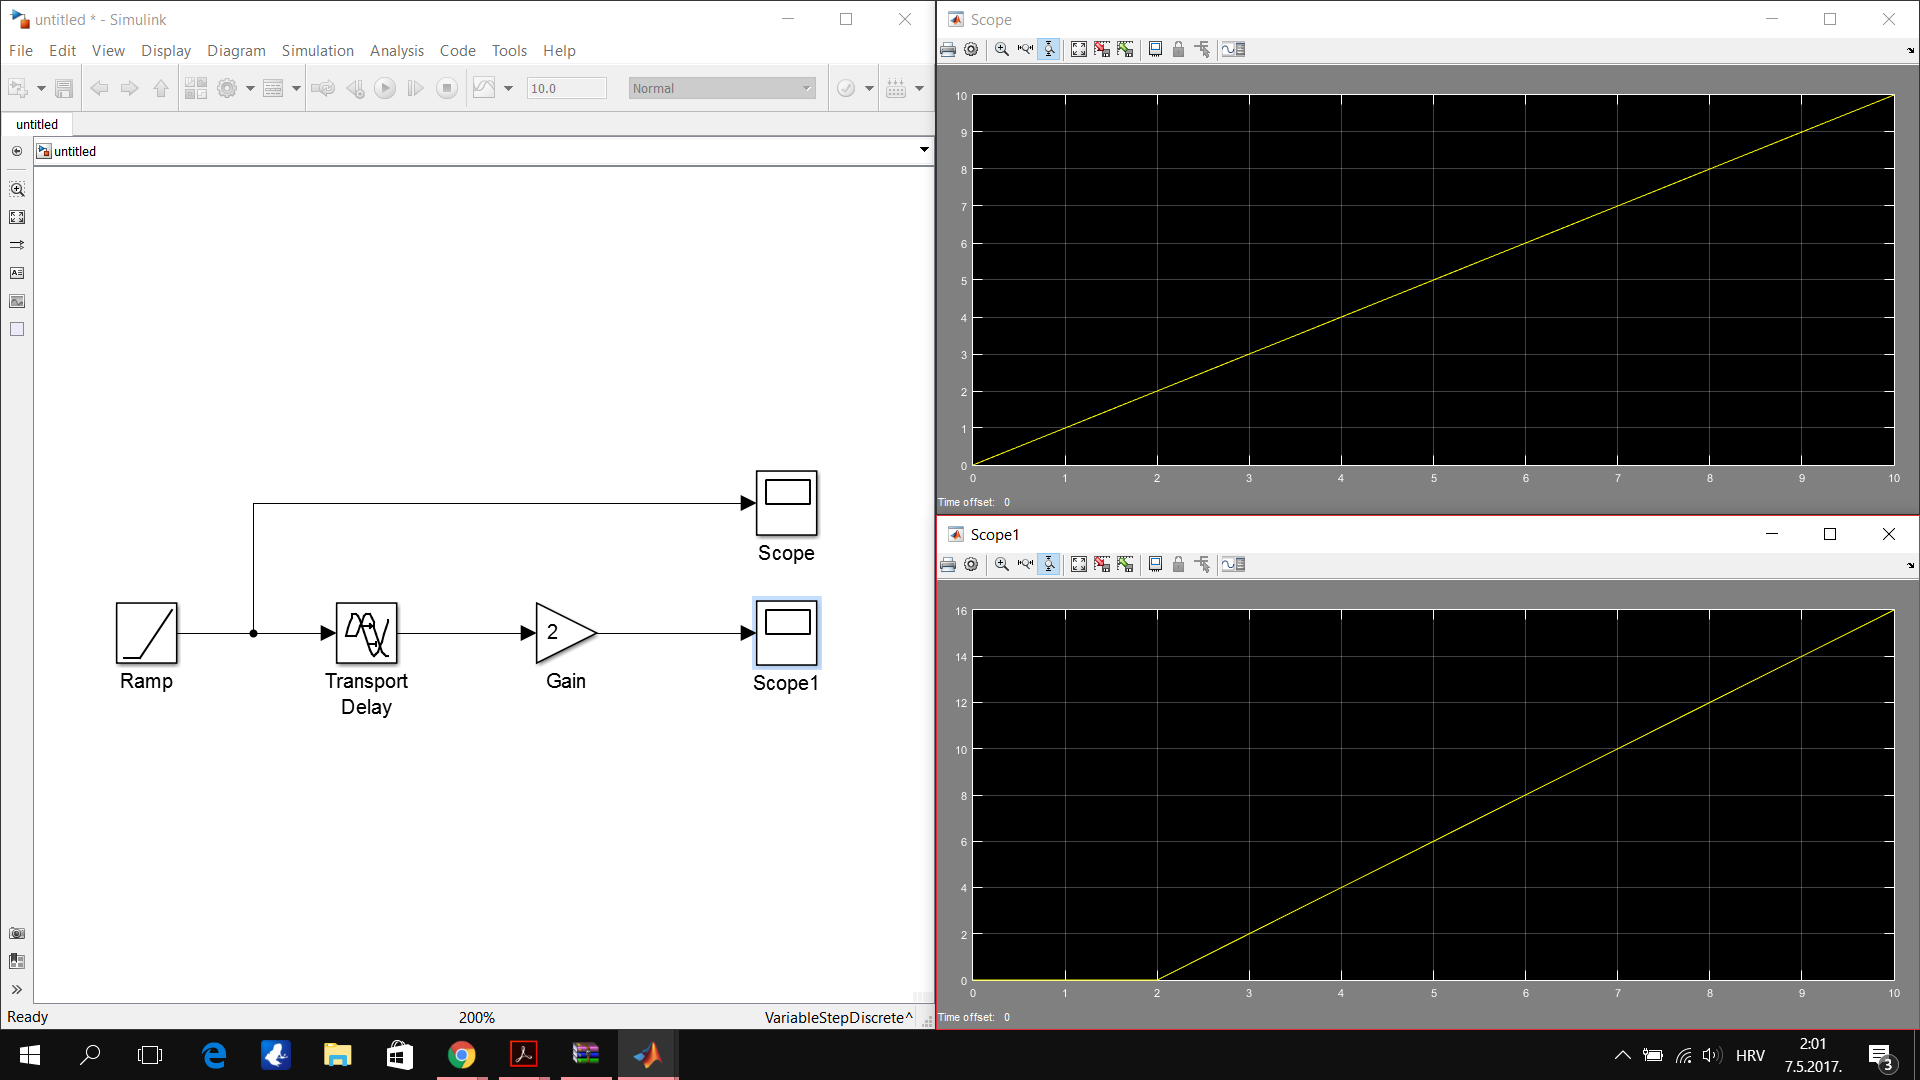 untitled * - Simulink
File Edit View Display Diagram Simulation Analysis Code Tools Help
10.0 Normal
untitled
untitled
Scope
Ramp
Transport
Delay
2
Gain
Scope1
Ready 200% VariableStepDiscrete^
Scope
10
9
8
7
6
5
4
3
2
1
0
0 1 2 3 4 5 6 7 8 9 10
Time offset: 0
Scope1
16
14
12
10
8
6
4
2
0
0 1 2 3 4 5 6 7 8 9 10
Time offset: 0
HRV
2:01
7.5.2017.
3